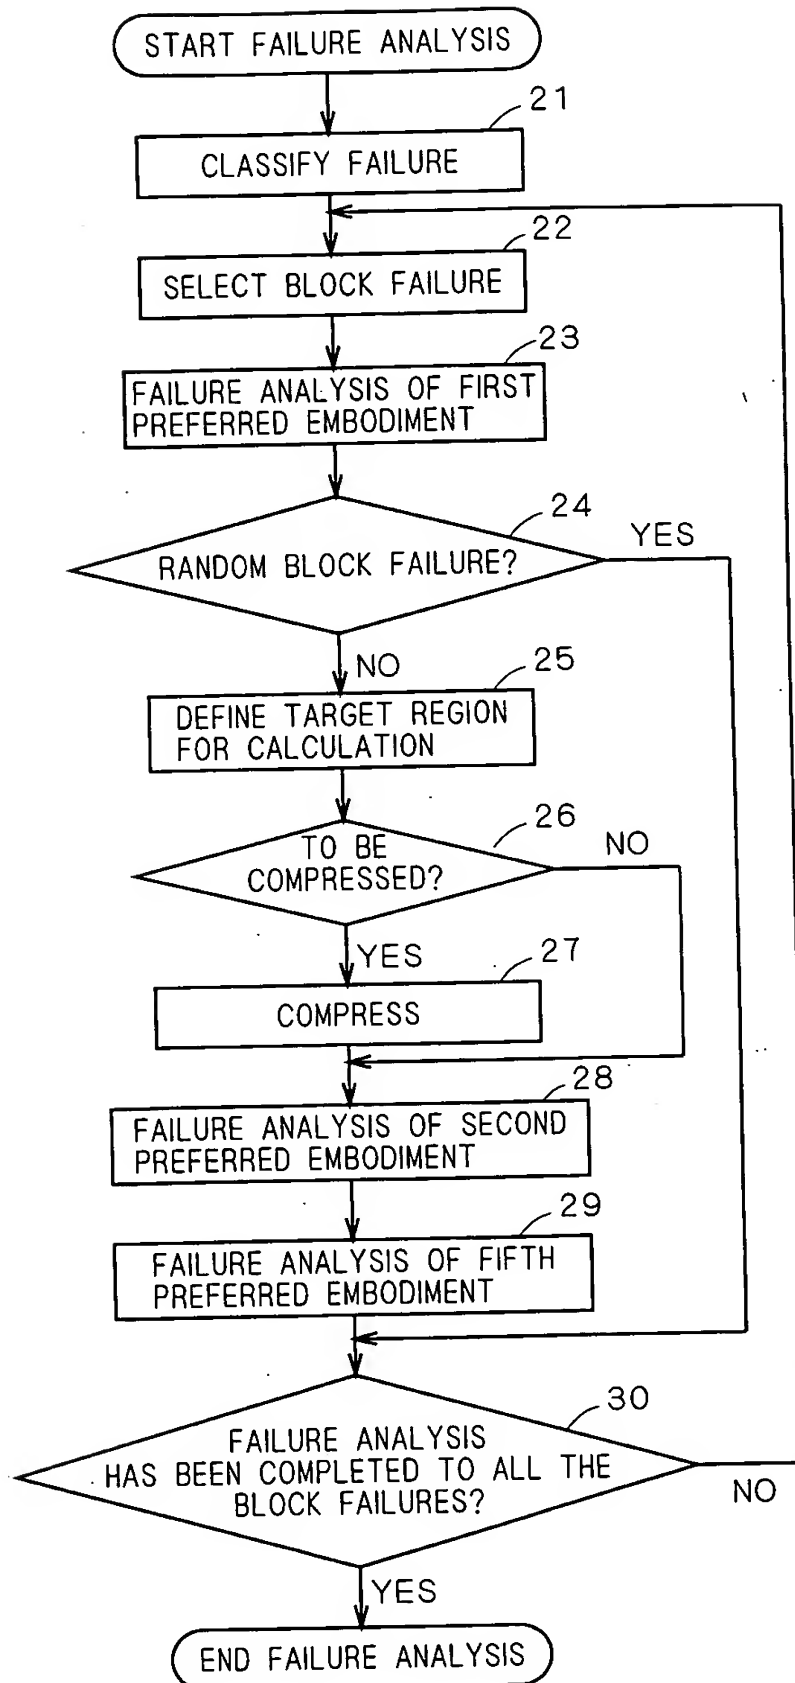 START FAILURE ANALYSIS
21
CLASSIFY FAILURE
22
SELECT BLOCK FAILURE
23
FAILURE ANALYSIS OF FIRST
PREFERRED EMBODIMENT
24
YES
RANDOM BLOCK FAILURE?
NO
25
DEFINE TARGET REGION
FOR CALCULATION
26
NO
TO BE
COMPRESSED?
YES
27
COMPRESS
28
FAILURE ANALYSIS OF SECOND
PREFERRED EMBODIMENT
29
FAILURE ANALYSIS OF FIFTH
PREFERRED EMBODIMENT
30
FAILURE ANALYSIS
HAS BEEN COMPLETED TO ALL THE
BLOCK FAILURES?
NO
YES
END FAILURE ANALYSIS